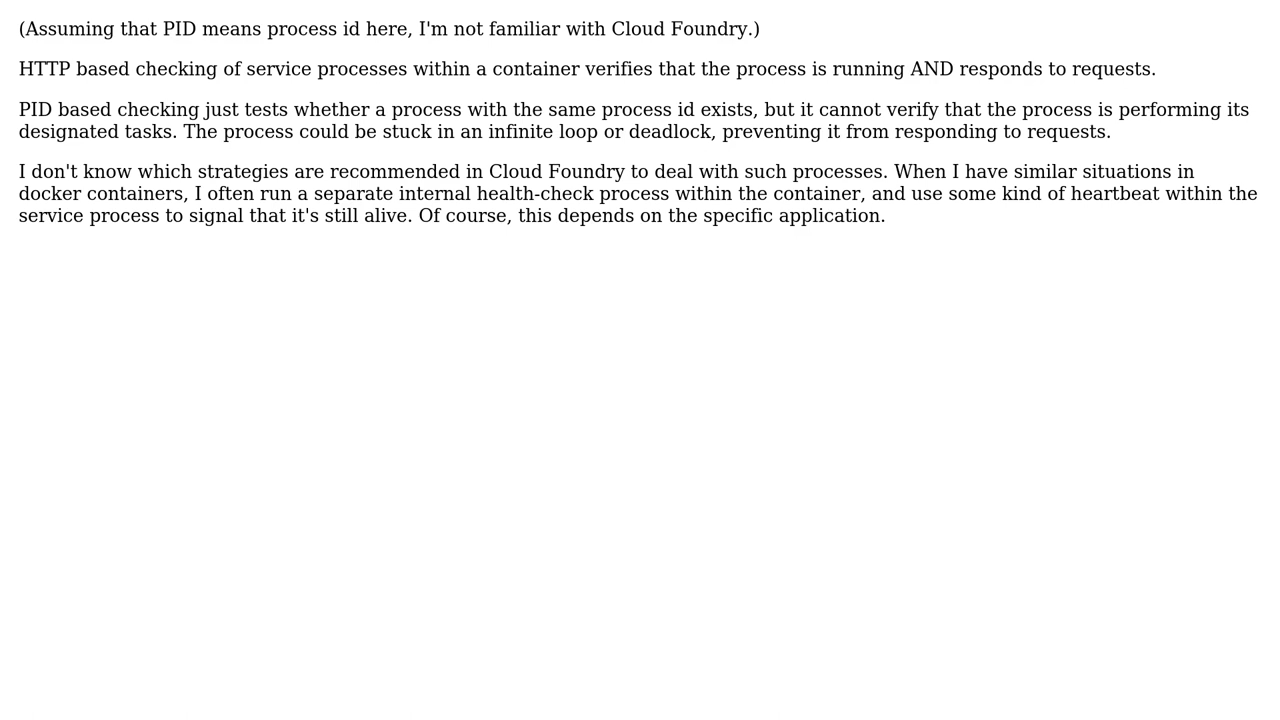 (Assuming that PID means process id here, I'm not familiar with Cloud Foundry.)
HTTP based checking of service processes within a container verifies that the process is running AND responds to requests.
PID based checking just tests whether a process with the same process id exists, but it cannot verify that the process is performing its
designated tasks. The process could be stuck in an infinite loop or deadlock, preventing it from responding to requests.
I don't know which strategies are recommended in Cloud Foundry to deal with such processes. When I have similar situations in
docker containers, I often run a separate internal health-check process within the container, and use some kind of heartbeat within the
service process to signal that it's still alive. Of course, this depends on the specific application.